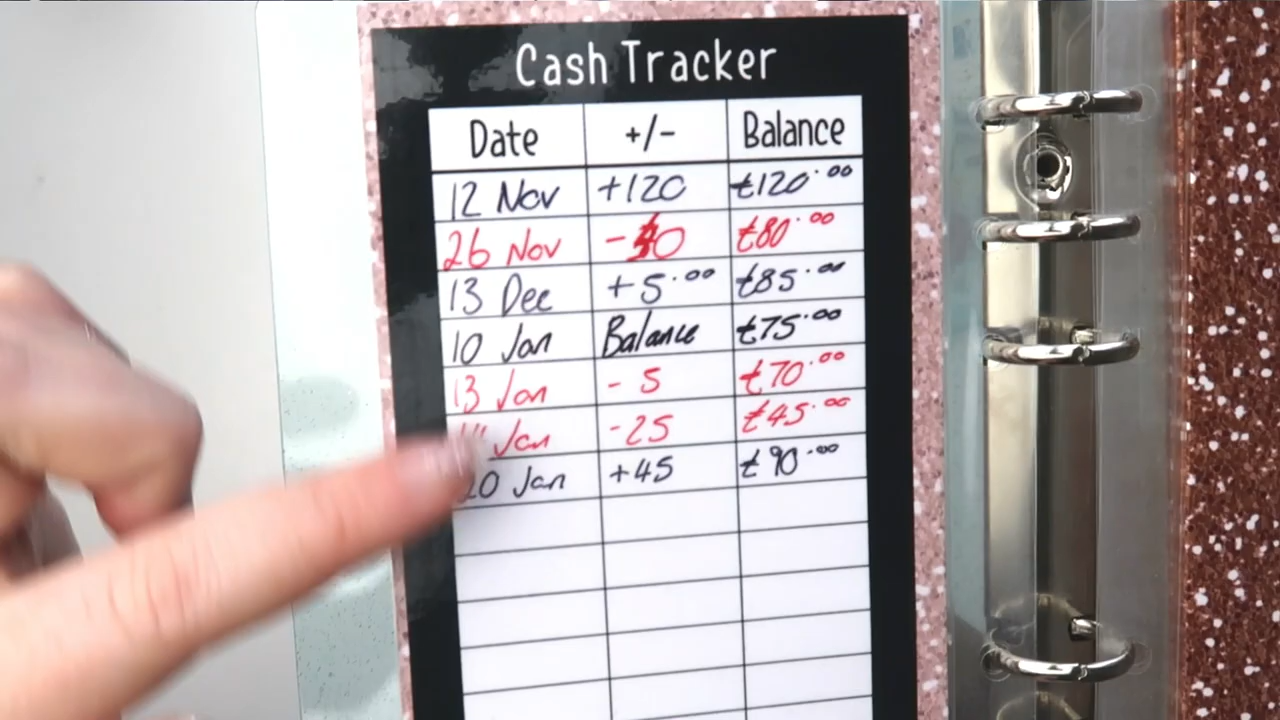 Cash Tracker
Date +/- Balance
12 Nov +120 £120.00
26 Nov -40 £80.00
13 Dec +5.00 £85.00
10 Jan Balance £75.00
13 Jan -5 £70.00
Jan -25 £45.00
20 Jan +45 £90.00